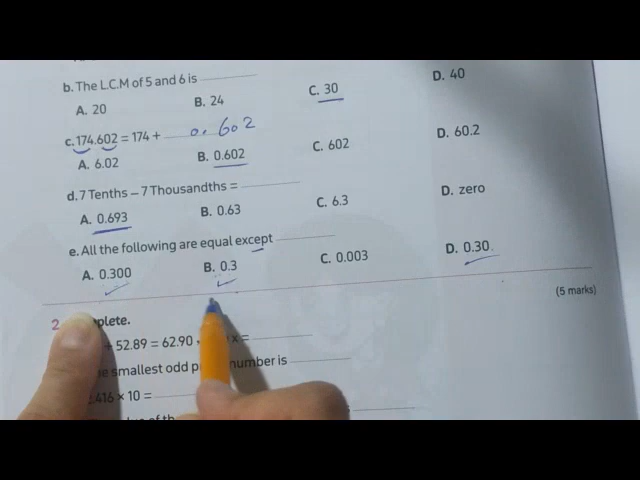 b. The L.C.M of 5 and 6 is
A. 20 B. 24 C. 30 D. 40
c. 174.602 = 174 + 0.602
A. 6.02 B. 0.602 C. 602 D. 60.2
d. 7 Tenths – 7 Thousandths =
A. 0.693 B. 0.63 C. 6.3 D. zero
e. All the following are equal except
A. 0.300 B. 0.3 C. 0.003 D. 0.30
(5 marks)
2 plete.
+ 52.89 = 62.90 , x =
smallest odd p number is
416 × 10 =